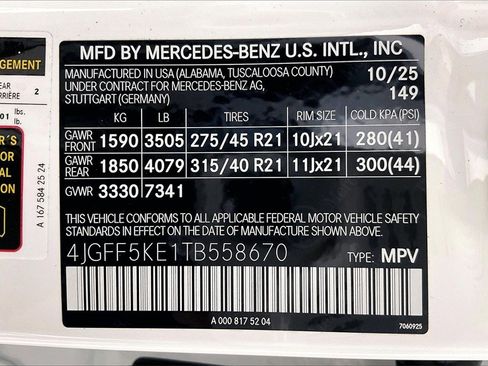 MFD BY MERCEDES-BENZ U.S. INTL., INC
MANUFACTURED IN USA (ALABAMA, TUSCALOOSA COUNTY) 10/25
UNDER CONTRACT FOR MERCEDES-BENZ AG, 149
STUTTGART (GERMANY)
KG LB TIRES RIM SIZE COLD KPA (PSI)
GAWR FRONT 1590 3505 275/45 R21 10Jx21 280(41)
GAWR REAR 1850 4079 315/40 R21 11Jx21 300(44)
GVWR 3330 7341
THIS VEHICLE CONFORMS TO ALL APPLICABLE FEDERAL MOTOR VEHICLE SAFETY
STANDARDS IN EFFECT ON THE DATE OF MANUFACTURE SHOWN ABOVE.
4JGFF5KE1TB558670 TYPE: MPV
A 000 817 52 04
7060925
A 167 584 25 24
2
lbs.
lb.